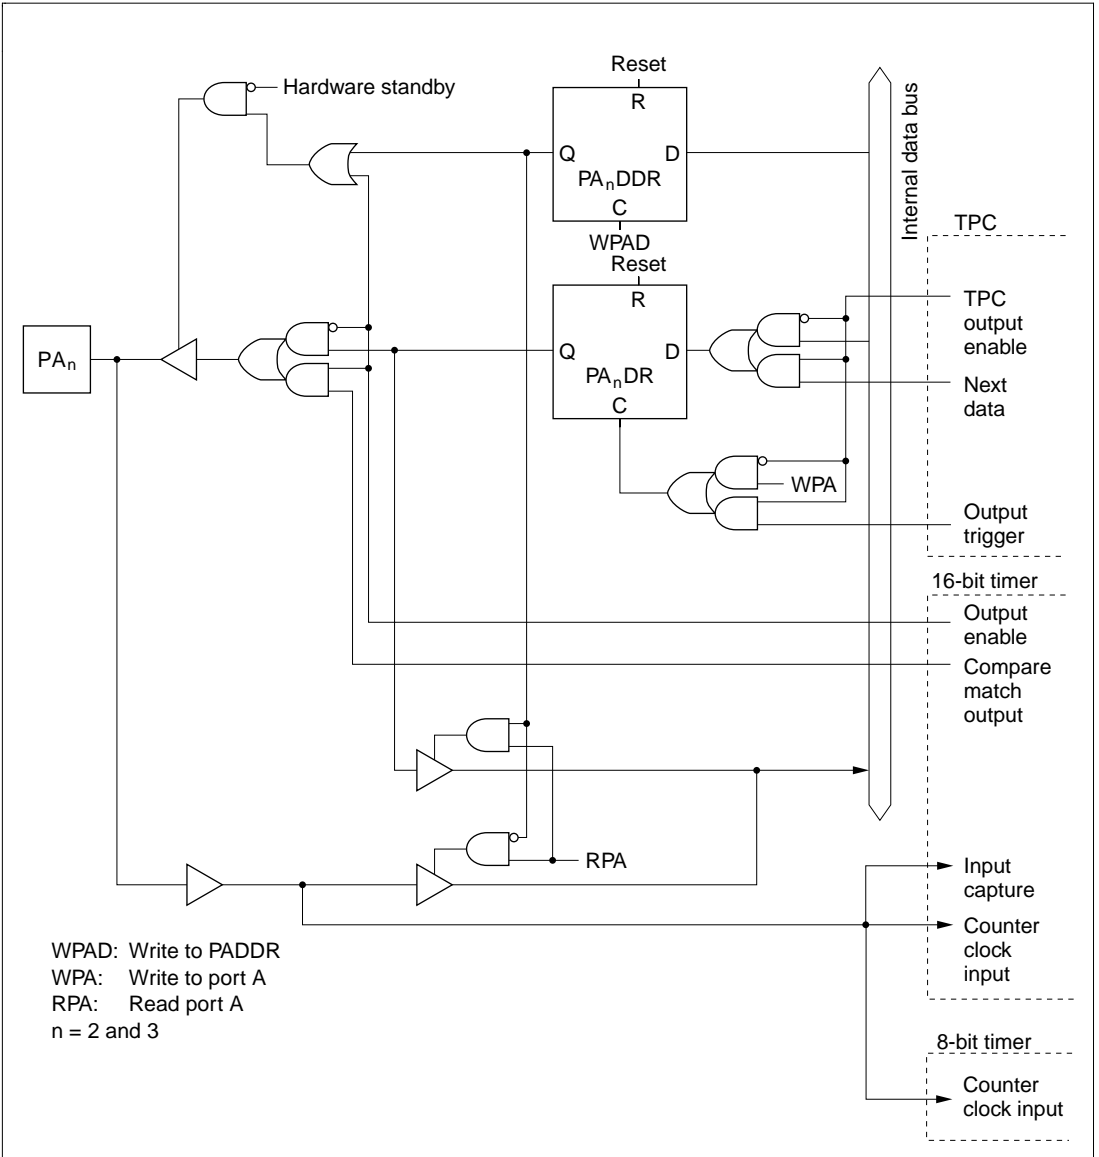 Reset
Hardware standby
R
Q
D
PAnDDR
C
WPAD
Internal data bus
TPC
Reset
R
Q
D
PAnDR
C
PAn
TPC
output
enable
Next
data
WPA
Output
trigger
16-bit timer
Output
enable
Compare
match
output
RPA
Input
capture
Counter
clock
input
WPAD: Write to PADDR
WPA: Write to port A
RPA: Read port A
n = 2 and 3
8-bit timer
Counter
clock input